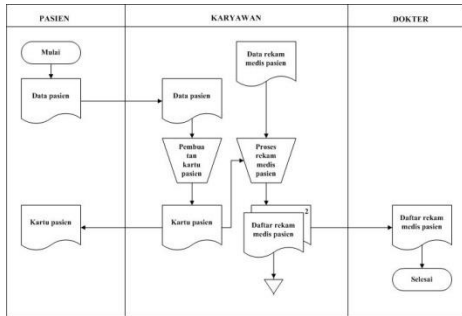 PASIEN
KARYAWAN
DOKTER
Mulai
Data pasien
Data pasien
Data rekam
medis pasien
Pembua
tan
kartu
pasien
Proses
rekam
medis
pasien
Kartu pasien
Kartu pasien
2
Daftar rekam
medis pasien
Daftar rekam
medis pasien
Selesai